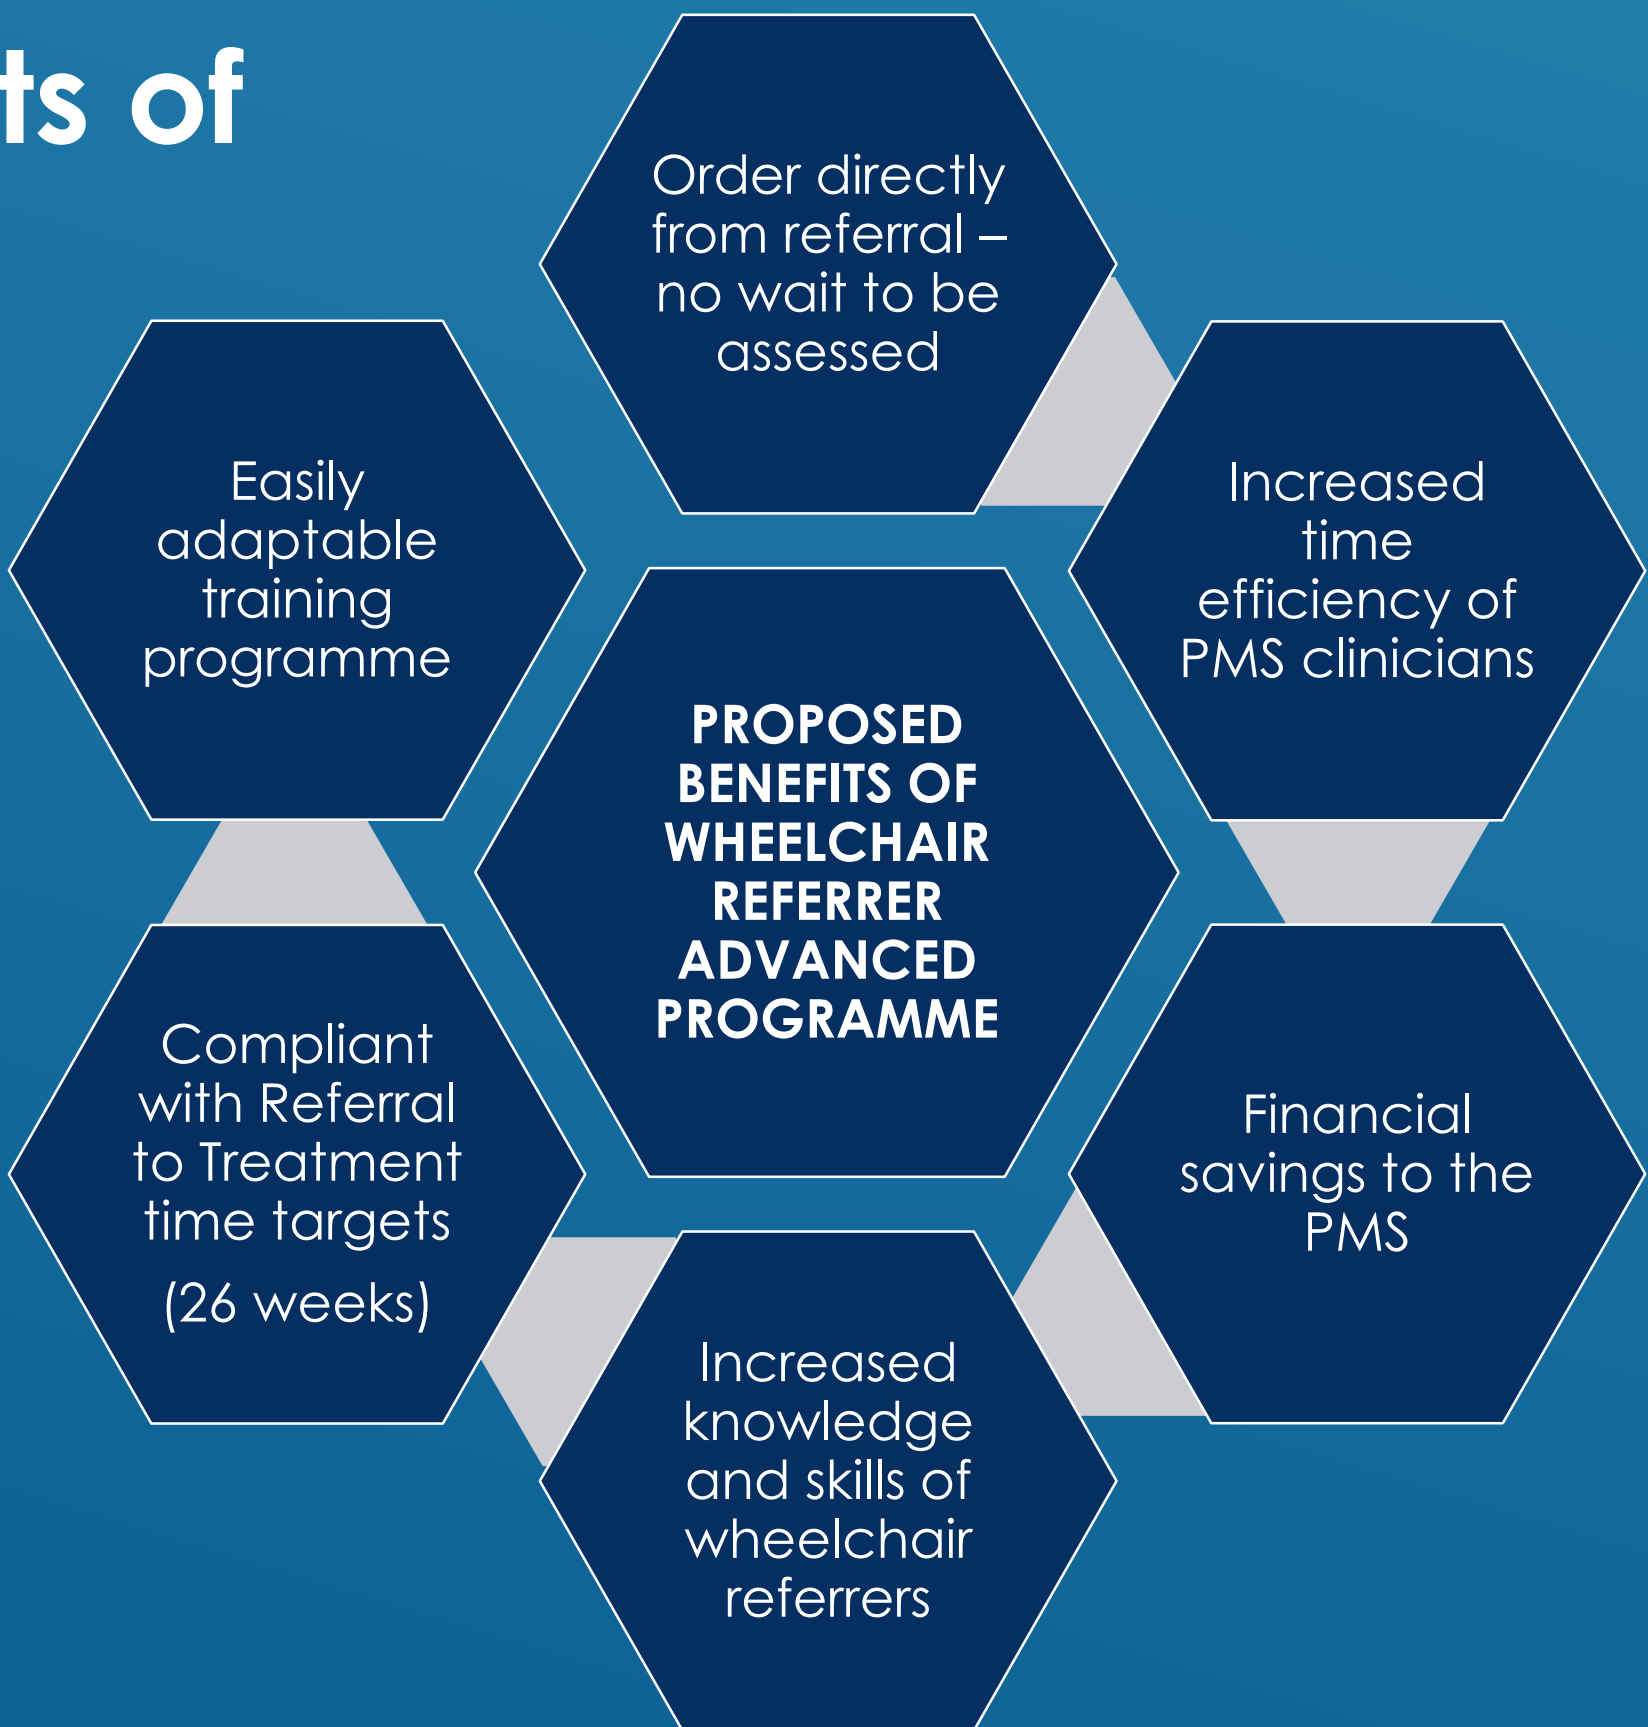 ts of
Order directly
from referral –
no wait to be
assessed
Increased
time
efficiency of
PMS clinicians
Financial
savings to the
PMS
Increased
knowledge
and skills of
wheelchair
referrers
Compliant
with Referral
to Treatment
time targets
(26 weeks)
Easily
adaptable
training
programme
PROPOSED
BENEFITS OF
WHEELCHAIR
REFERRER
ADVANCED
PROGRAMME